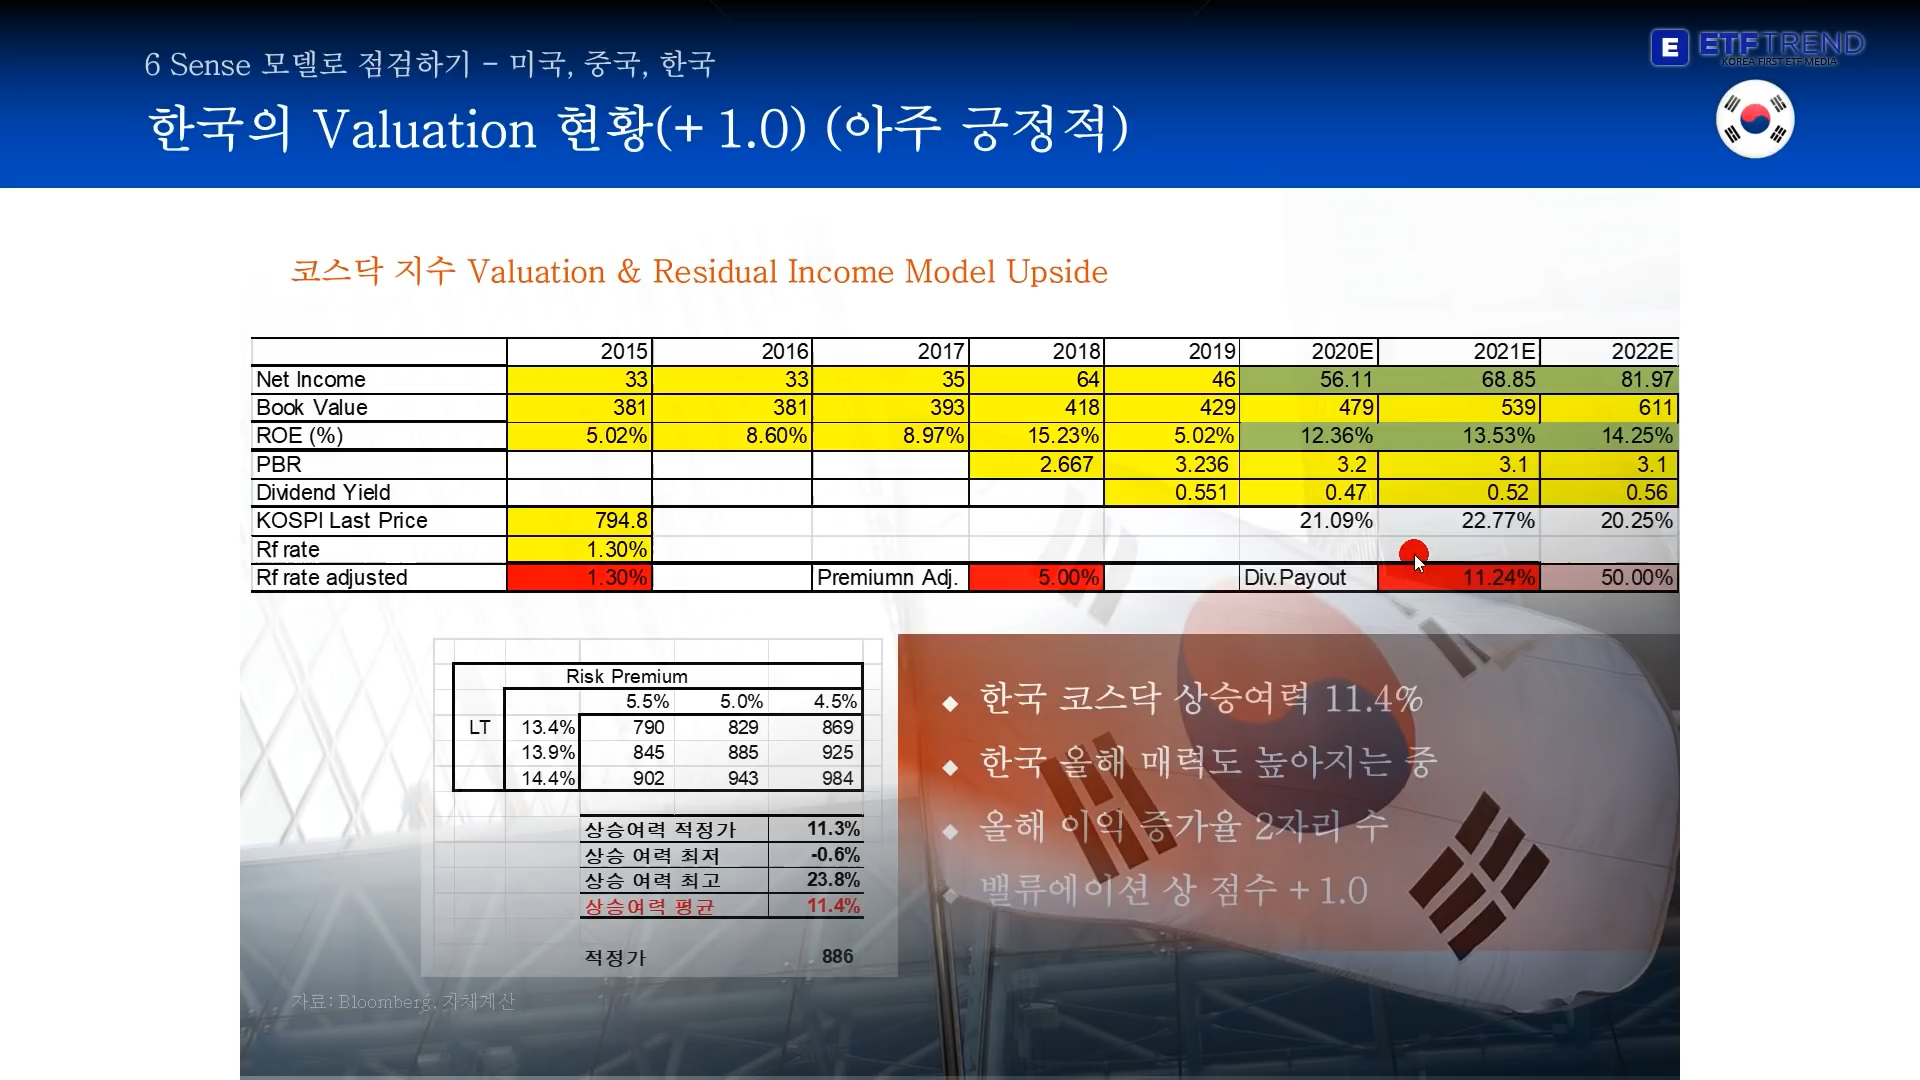 6 Sense 모델로 점검하기 – 미국, 중국, 한국
E ETFTREND
KOREA FIRST ETF MEDIA
한국의 Valuation 현황(+ 1.0) (아주 긍정적)
코스닥 지수 Valuation & Residual Income Model Upside
2015 2016 2017 2018 2019 2020E 2021E 2022E
Net Income 33 33 35 64 46 56.11 68.85 81.97
Book Value 381 381 393 418 429 479 539 611
ROE (%) 5.02% 8.60% 8.97% 15.23% 5.02% 12.36% 13.53% 14.25%
PBR 2.667 3.236 3.2 3.1 3.1
Dividend Yield 0.551 0.47 0.52 0.56
KOSPI Last Price 794.8 21.09% 22.77% 20.25%
Rf rate 1.30%
Rf rate adjusted 1.30% Premiumn Adj. 5.00% Div.Payout 11.24% 50.00%
Risk Premium
5.5% 5.0% 4.5%
LT 13.4% 790 829 869
13.9% 845 885 925
14.4% 902 943 984
상승여력 적정가 11.3%
상승 여력 최저 -0.6%
상승 여력 최고 23.8%
상승여력 평균 11.4%
적정가 886
◆ 한국 코스닥 상승여력 11.4%
◆ 한국 올해 매력도 높아지는 중
◆ 올해 이익 증가율 2자리 수
◆ 밸류에이션 상 점수 + 1.0
자료: Bloomberg, 자체계산